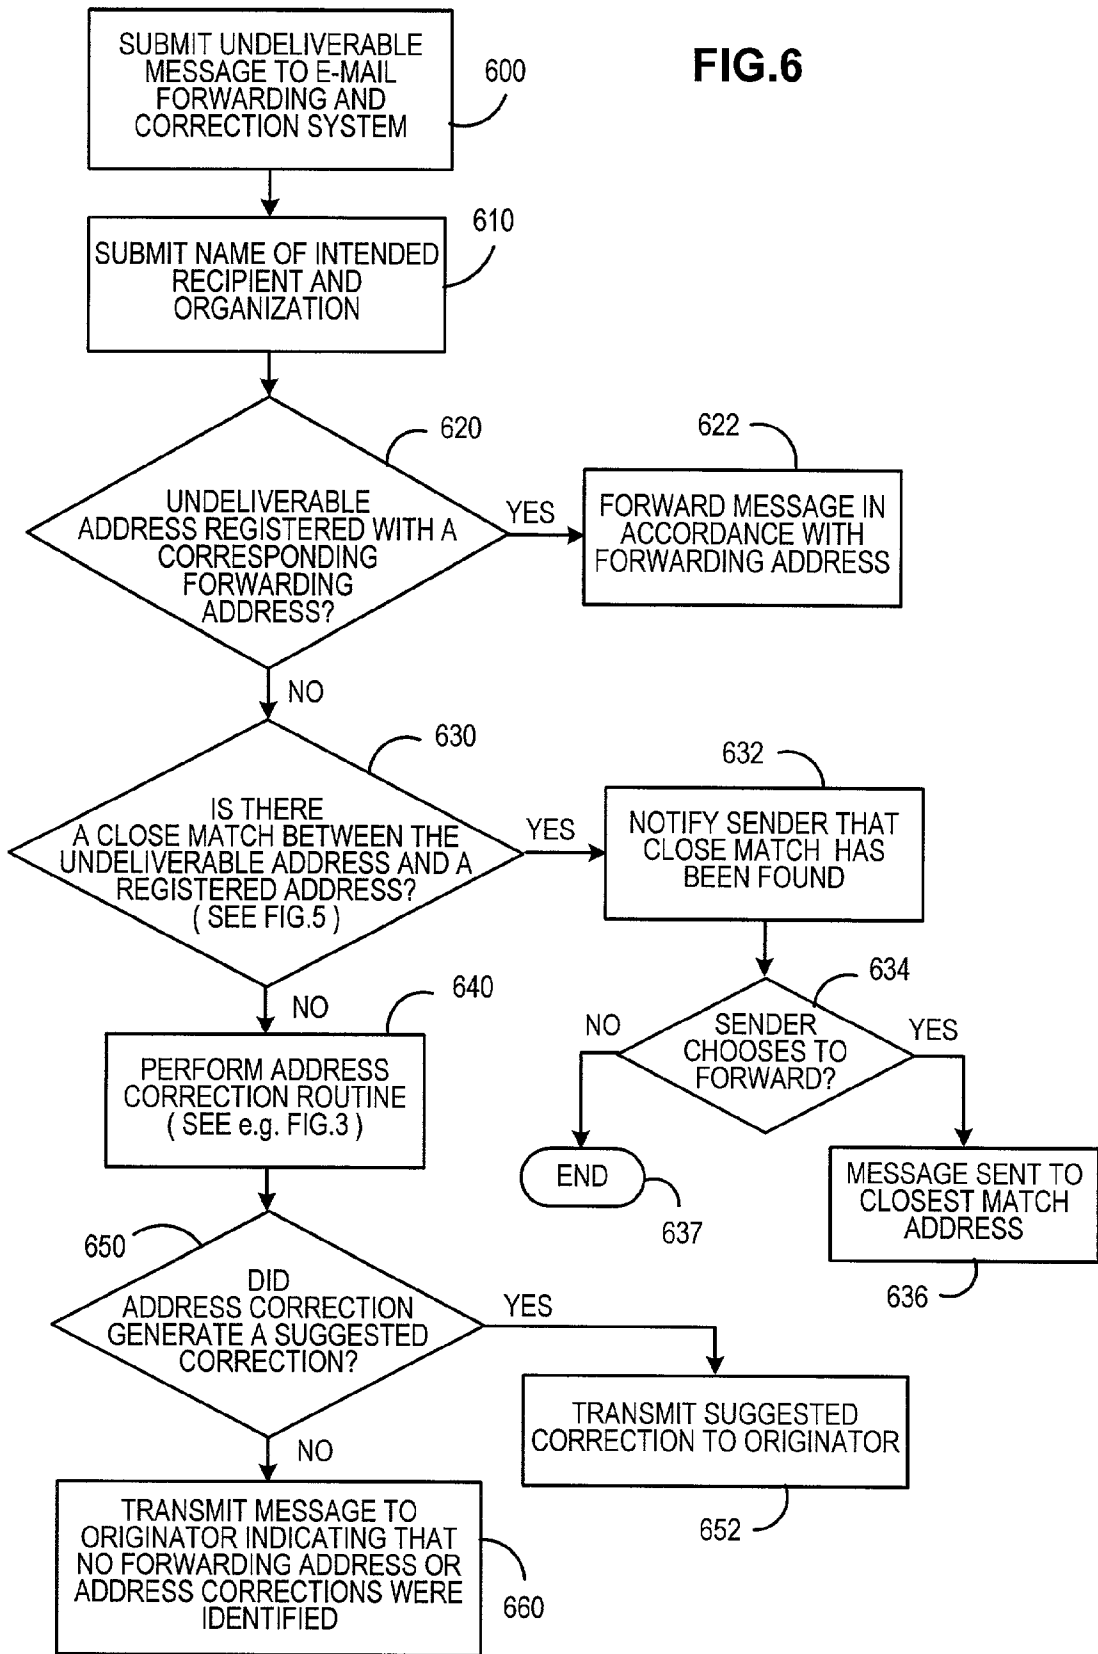 FIG.6
SUBMIT UNDELIVERABLE
MESSAGE TO E-MAIL
FORWARDING AND
CORRECTION SYSTEM
600
SUBMIT NAME OF INTENDED
RECIPIENT AND
ORGANIZATION
610
620
UNDELIVERABLE
ADDRESS REGISTERED WITH A
CORRESPONDING
FORWARDING
ADDRESS?
YES
622
FORWARD MESSAGE IN
ACCORDANCE WITH
FORWARDING ADDRESS
NO
630
IS THERE
A CLOSE MATCH BETWEEN THE
UNDELIVERABLE ADDRESS AND A
REGISTERED ADDRESS?
( SEE FIG.5 )
YES
632
NOTIFY SENDER THAT
CLOSE MATCH HAS
BEEN FOUND
634
SENDER
CHOOSES TO
FORWARD?
NO
YES
END
637
MESSAGE SENT TO
CLOSEST MATCH
ADDRESS
636
NO
640
PERFORM ADDRESS
CORRECTION ROUTINE
( SEE e.g. FIG.3 )
650
DID
ADDRESS CORRECTION
GENERATE A SUGGESTED
CORRECTION?
YES
TRANSMIT SUGGESTED
CORRECTION TO ORIGINATOR
652
NO
TRANSMIT MESSAGE TO
ORIGINATOR INDICATING THAT
NO FORWARDING ADDRESS OR
ADDRESS CORRECTIONS WERE
IDENTIFIED
660